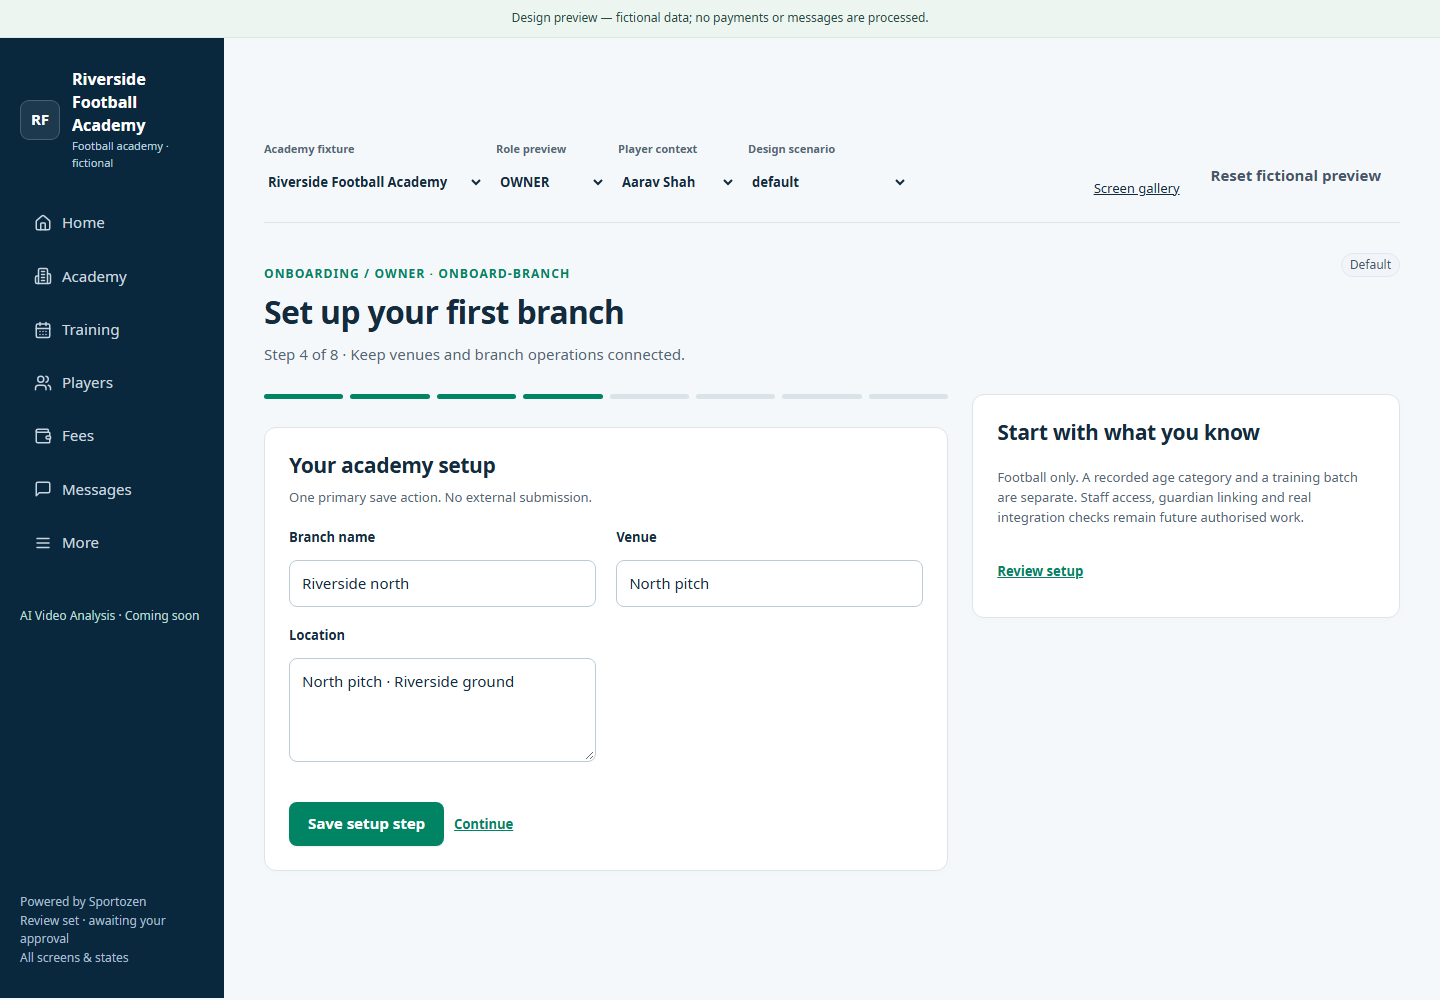 Design preview — fictional data; no payments or messages are processed.
RF
Riverside
Football
Academy
Football academy ·
fictional
Home
Academy
Training
Players
Fees
Messages
More
AI Video Analysis · Coming soon
Powered by Sportozen
Review set · awaiting your
approval
All screens & states
Academy fixture
Role preview
Player context
Design scenario
Riverside Football Academy
OWNER
Aarav Shah
default
Screen gallery
Reset fictional preview
ONBOARDING / OWNER · ONBOARD-BRANCH
Default
Set up your first branch
Step 4 of 8 · Keep venues and branch operations connected.
Your academy setup
One primary save action. No external submission.
Branch name
Venue
Riverside north
North pitch
Location
North pitch · Riverside ground
Save setup step
Continue
Start with what you know
Football only. A recorded age category and a training batch
are separate. Staff access, guardian linking and real
integration checks remain future authorised work.
Review setup